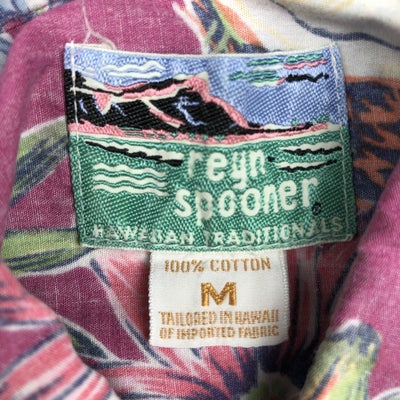 reyn
spooner®
HAWAIIAN TRADITIONALS
100% COTTON
M
TAILORED IN HAWAII
OF IMPORTED FABRIC